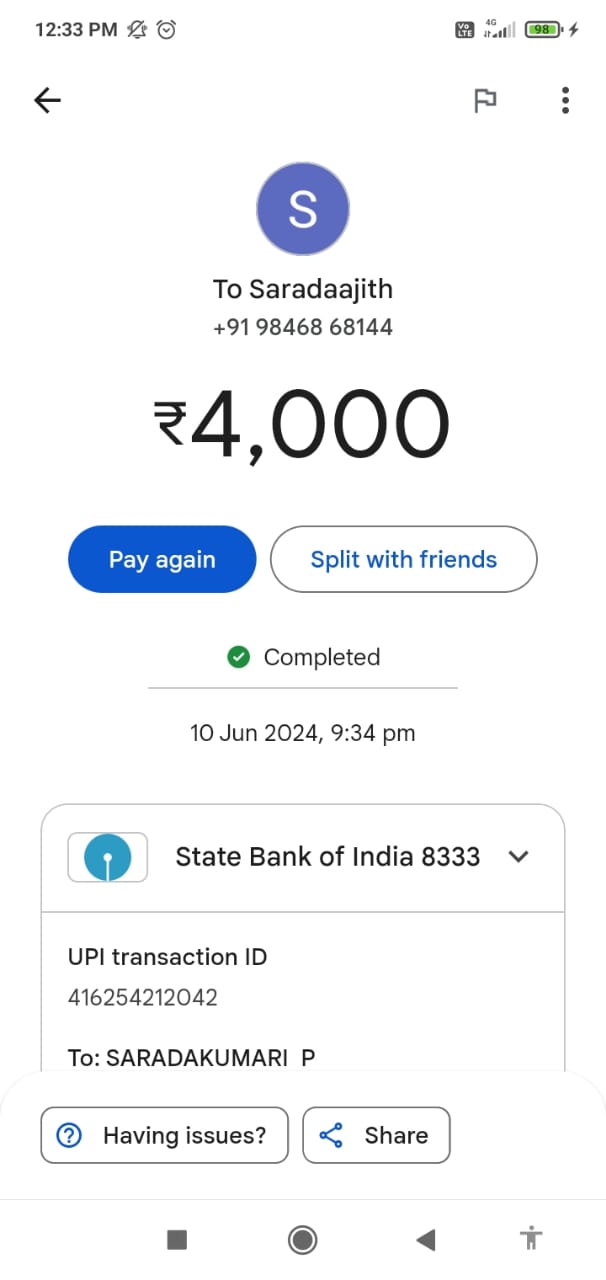 12:33 PM Vo LTE 4G 98
S
To Saradaajith
+91 98468 68144
₹4,000
Pay again Split with friends
Completed
10 Jun 2024, 9:34 pm
State Bank of India 8333
UPI transaction ID
416254212042
To: SARADAKUMARI P
Having issues? Share